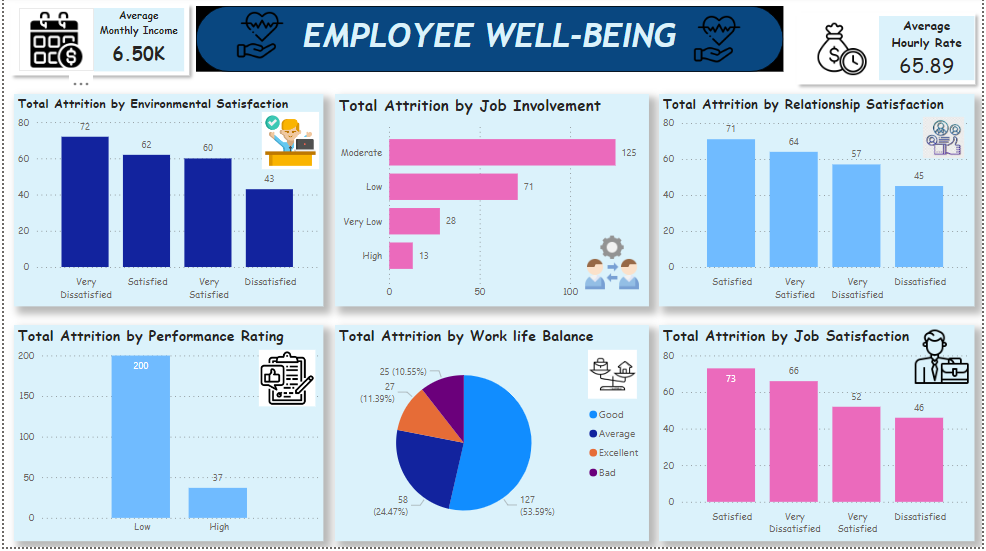 Average
Monthly Income
6.50K
EMPLOYEE WELL-BEING
Average
Hourly Rate
65.89
Total Attrition by Environmental Satisfaction
80
60
40
20
0
72
62
60
43
Very
Dissatisfied
Satisfied
Very
Satisfied
Dissatisfied
Total Attrition by Job Involvement
Moderate
125
Low
71
Very Low
28
High
13
0
50
100
Total Attrition by Relationship Satisfaction
80
60
40
20
0
71
64
57
45
Satisfied
Very
Satisfied
Very
Dissatisfied
Dissatisfied
Total Attrition by Performance Rating
200
150
100
50
0
200
37
Low
High
Total Attrition by Work life Balance
25 (10.55%)
27
(11.39%)
58
(24.47%)
127
(53.59%)
Good
Average
Excellent
Bad
Total Attrition by Job Satisfaction
80
60
40
20
0
73
66
52
46
Satisfied
Very
Dissatisfied
Very
Satisfied
Dissatisfied